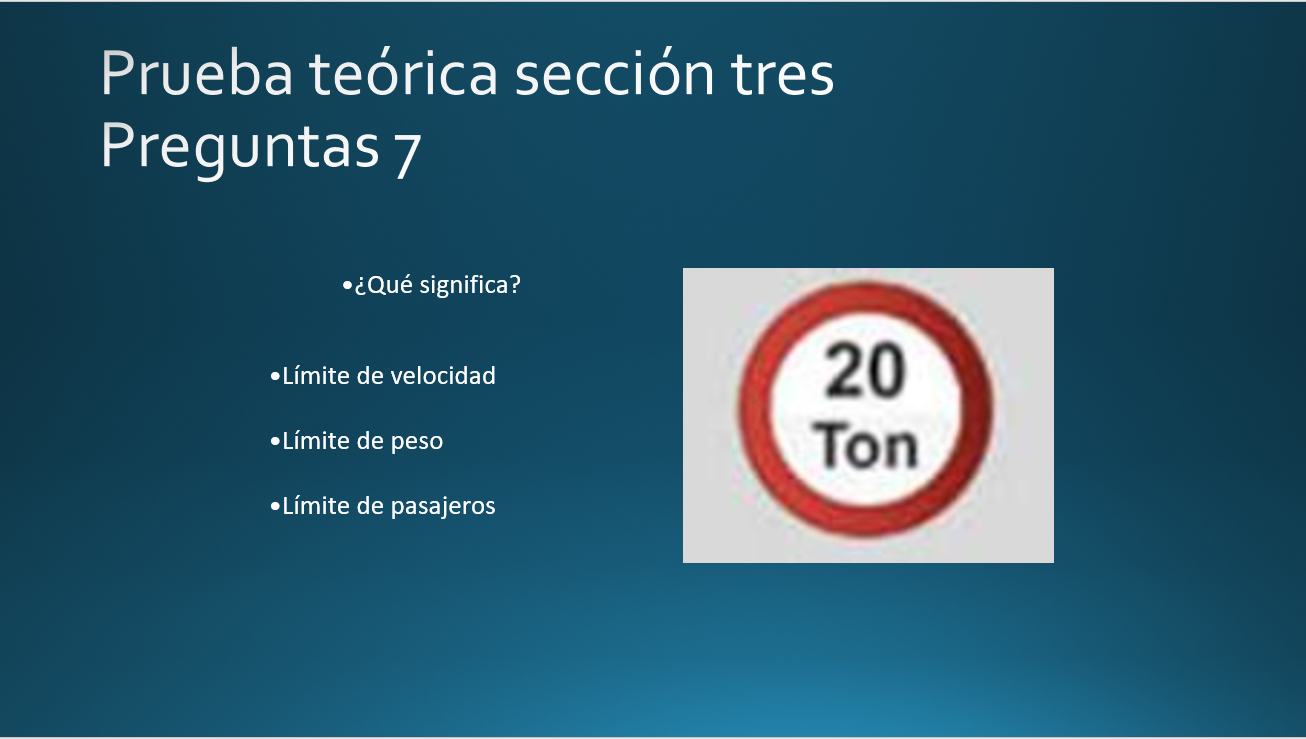 Prueba teórica sección tres
Preguntas 7
•¿Qué significa?
•Límite de velocidad
•Límite de peso
•Límite de pasajeros
20
Ton